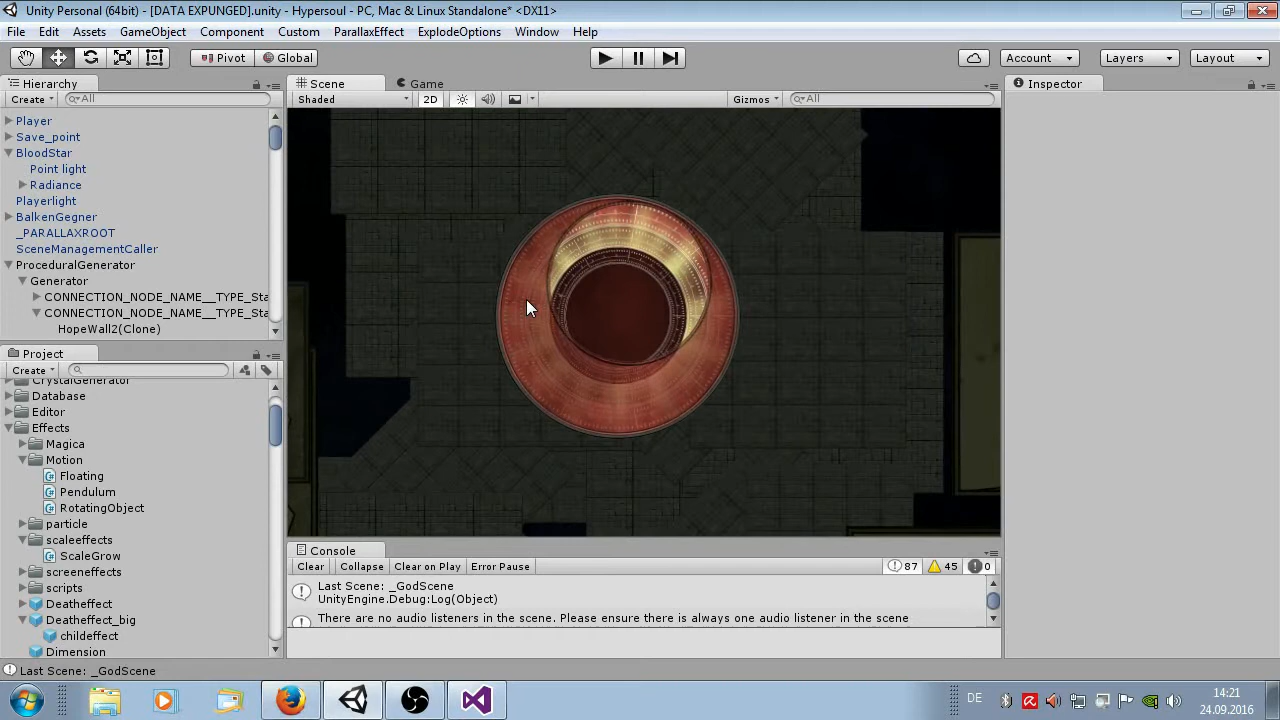 Unity Personal (64bit) - [DATA EXPUNGED].unity - Hypersoul - PC, Mac & Linux Standalone* <DX11>
File Edit Assets GameObject Component Custom ParallaxEffect ExplodeOptions Window Help
Pivot Global Account Layers Layout
Hierarchy Scene Game Inspector
Create All Shaded 2D Gizmos All
Player
Save_point
BloodStar
Point light
Radiance
Playerlight
BalkenGegner
_PARALLAXROOT
SceneManagementCaller
ProceduralGenerator
Generator
CONNECTION_NODE_NAME__TYPE_Sta
CONNECTION_NODE_NAME__TYPE_Sta
HopeWall2(Clone)
Project
Create
CrystalGenerator
Database
Editor
Effects
Magica
Motion
Floating
Pendulum
RotatingObject
particle
scaleeffects
ScaleGrow
screeneffects
scripts
Deatheffect
Deatheffect_big
childeffect
Dimension
Console
Clear Collapse Clear on Play Error Pause 87 45 0
Last Scene: _GodScene
UnityEngine.Debug:Log(Object)
There are no audio listeners in the scene. Please ensure there is always one audio listener in the scene
Last Scene: _GodScene
DE 14:21
24.09.2016